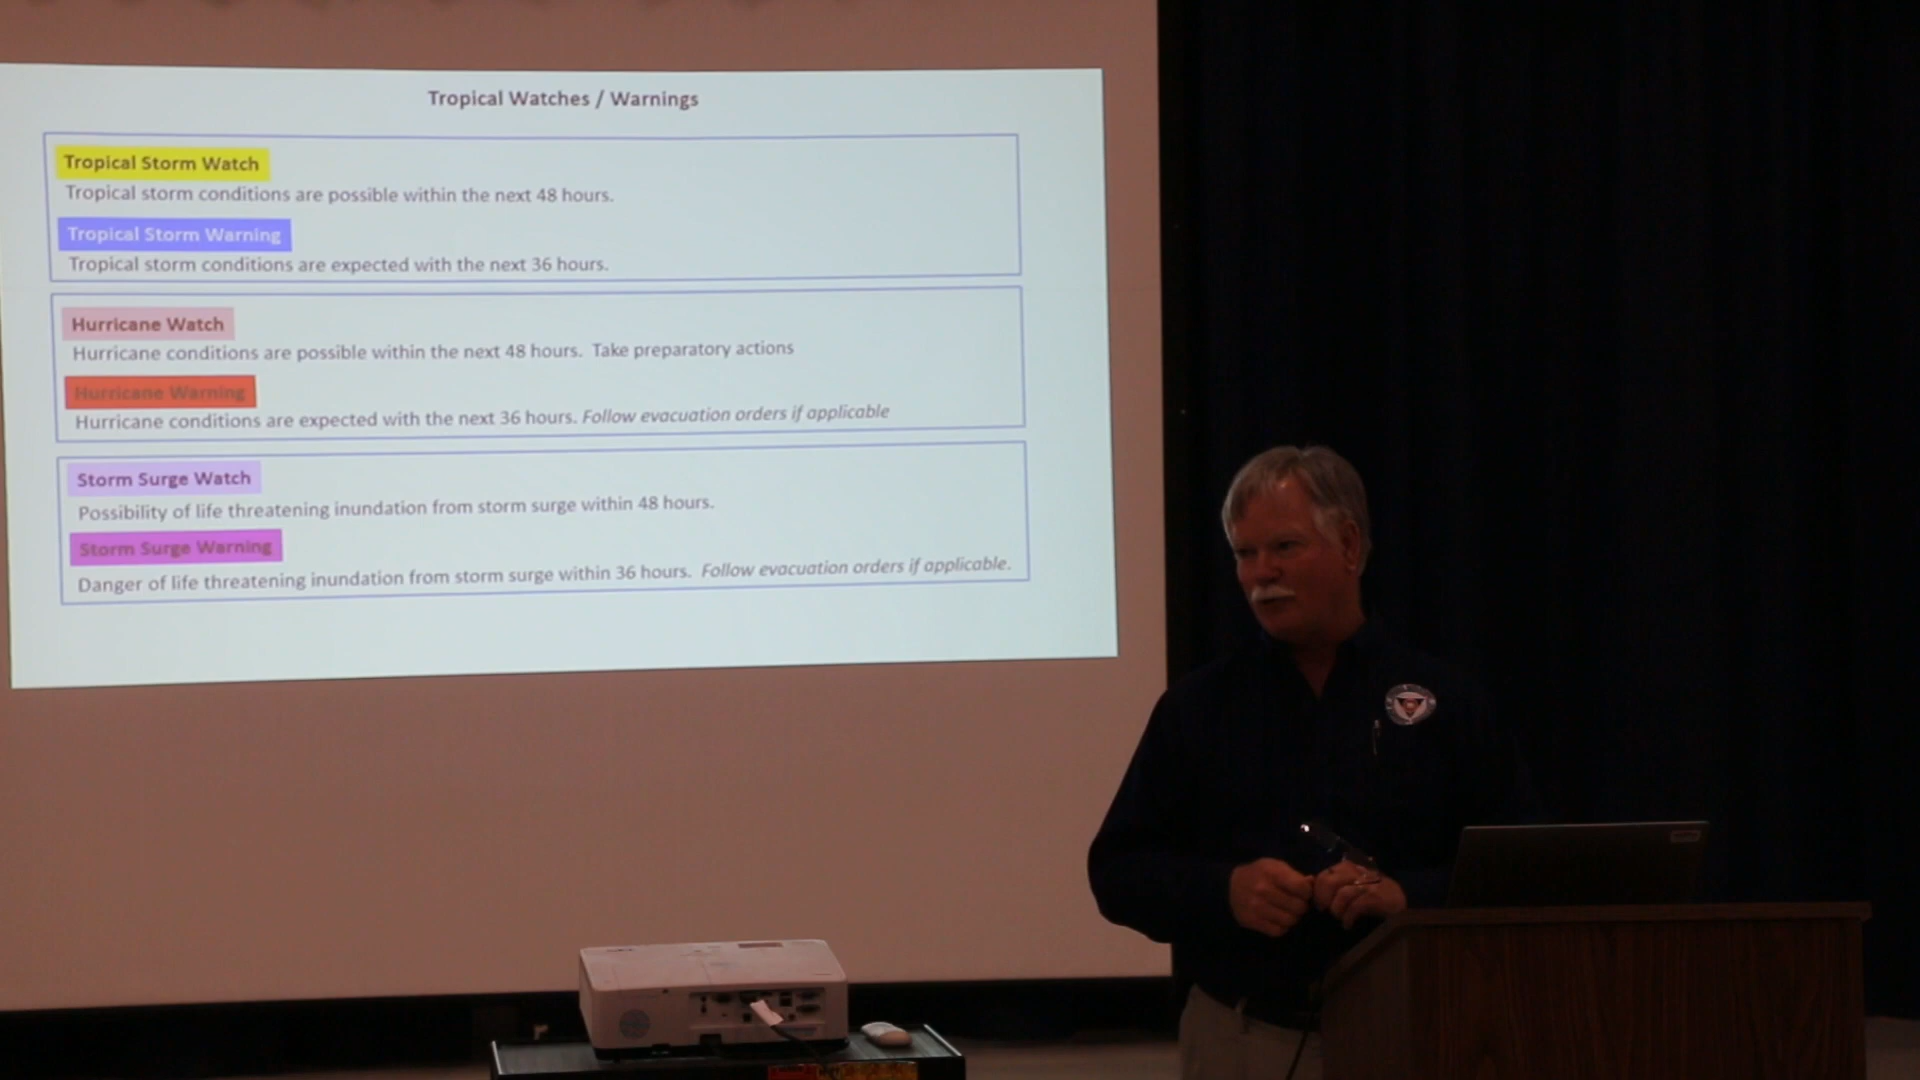 Tropical Watches / Warnings
Tropical Storm Watch
Tropical storm conditions are possible within the next 48 hours.
Tropical Storm Warning
Tropical storm conditions are expected with the next 36 hours.
Hurricane Watch
Hurricane conditions are possible within the next 48 hours. Take preparatory actions
Hurricane Warning
Hurricane conditions are expected with the next 36 hours. Follow evacuation orders if applicable
Storm Surge Watch
Possibility of life threatening inundation from storm surge within 48 hours.
Storm Surge Warning
Danger of life threatening inundation from storm surge within 36 hours. Follow evacuation orders if applicable.